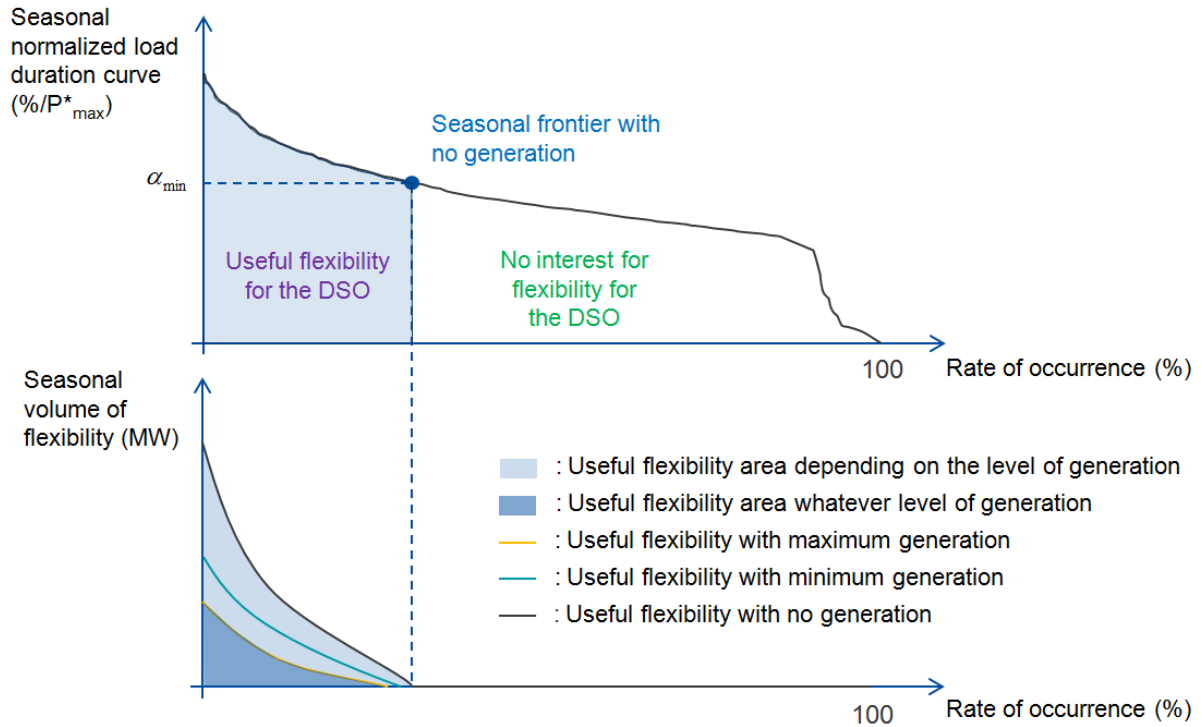 Seasonal
normalized load
duration curve
(%/P*max)
Seasonal frontier with
no generation
αmin
Useful flexibility
for the DSO
No interest for
flexibility for
the DSO
100
Rate of occurrence (%)
Seasonal
volume of
flexibility (MW)
: Useful flexibility area depending on the level of generation
: Useful flexibility area whatever level of generation
: Useful flexibility with maximum generation
: Useful flexibility with minimum generation
: Useful flexibility with no generation
100
Rate of occurrence (%)